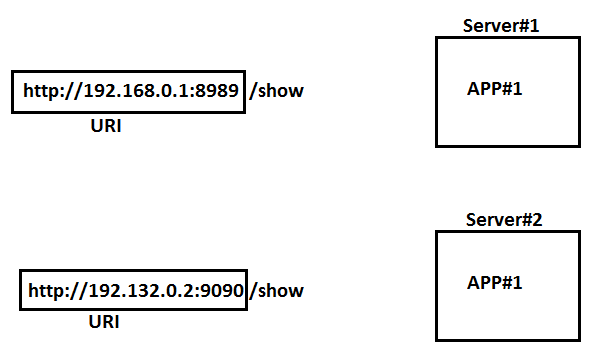 Server#1
http://192.168.0.1:8989 /show
APP#1
URI
Server#2
http://192.132.0.2:9090 /show
APP#1
URI